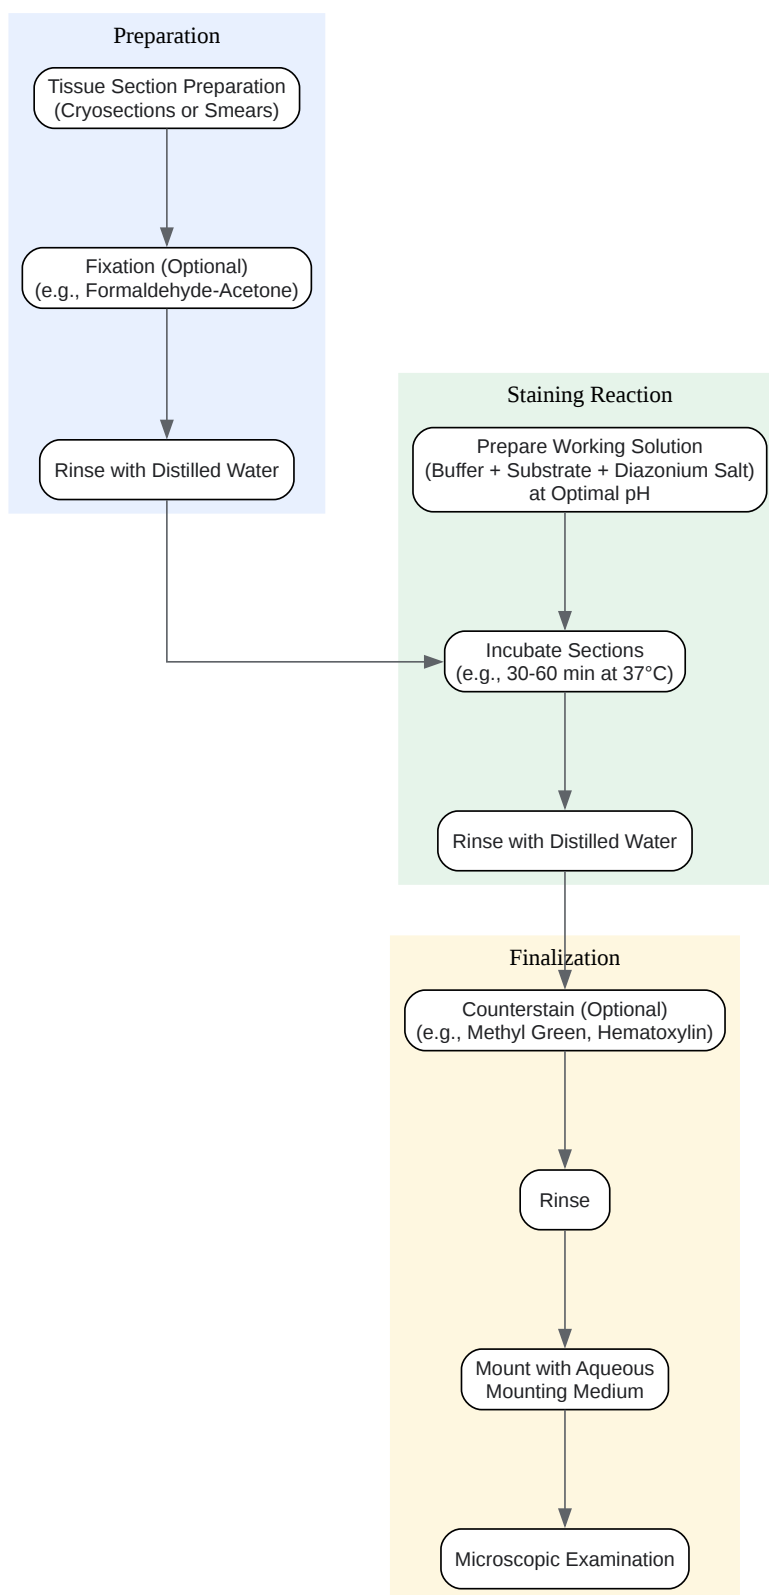 Preparation
Tissue Section Preparation
(Cryosections or Smears)
Fixation (Optional)
(e.g., Formaldehyde-Acetone)
Rinse with Distilled Water
Staining Reaction
Prepare Working Solution
(Buffer + Substrate + Diazonium Salt)
at Optimal pH
Incubate Sections
(e.g., 30-60 min at 37°C)
Rinse with Distilled Water
Finalization
Counterstain (Optional)
(e.g., Methyl Green, Hematoxylin)
Rinse
Mount with Aqueous
Mounting Medium
Microscopic Examination